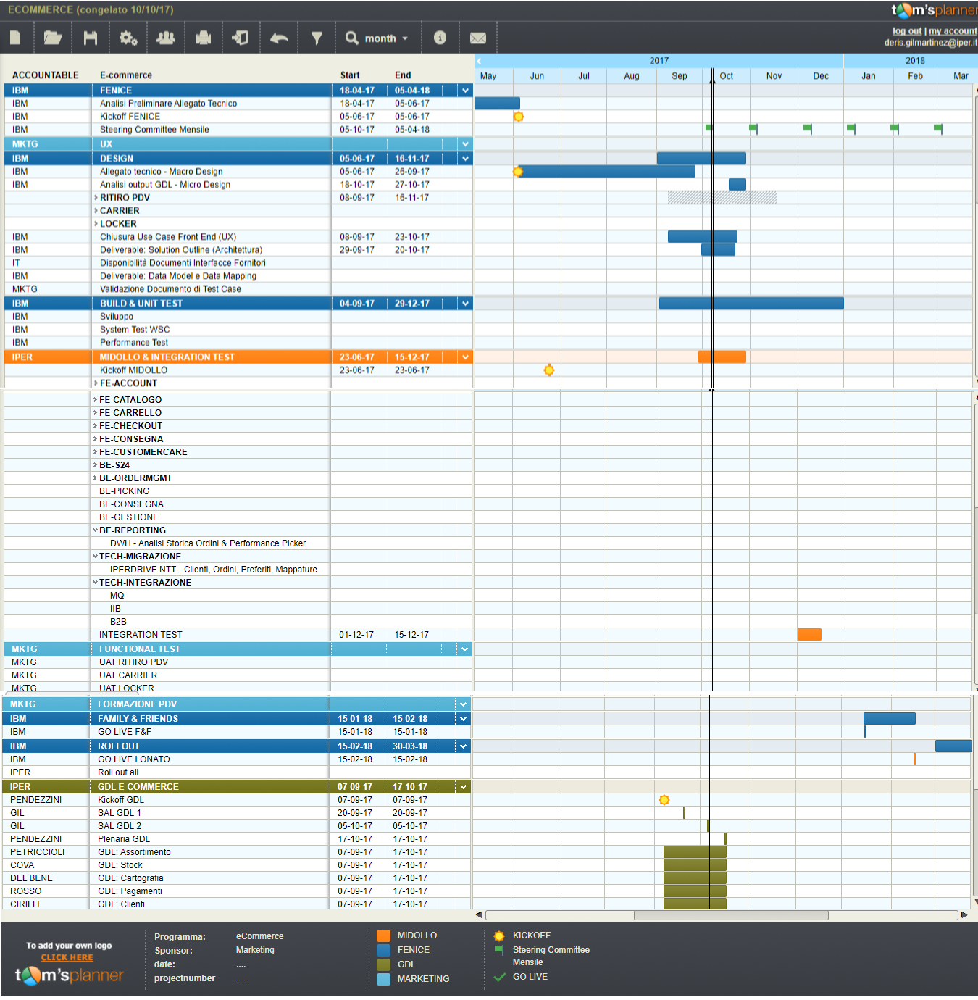 ECOMMERCE (congelato 10/10/17)
tom'splanner
month
log out | my account
deris.gilmartinez@iper.it
2017 2018
ACCOUNTABLE E-commerce Start End May Jun Jul Aug Sep Oct Nov Dec Jan Feb Mar
IBM FENICE 18-04-17 05-04-18
IBM Analisi Preliminare Allegato Tecnico 18-04-17 05-06-17
IBM Kickoff FENICE 05-06-17 05-06-17
IBM Steering Committee Mensile 05-10-17 05-04-18
MKTG UX
IBM DESIGN 05-06-17 16-11-17
IBM Allegato tecnico - Macro Design 05-06-17 26-09-17
IBM Analisi output GDL - Micro Design 18-10-17 27-10-17
RITIRO PDV 08-09-17 16-11-17
CARRIER
LOCKER
IBM Chiusura Use Case Front End (UX) 08-09-17 23-10-17
IBM Deliverable: Solution Outline (Architettura) 29-09-17 20-10-17
IT Disponibilità Documenti Interfacce Fornitori
IBM Deliverable: Data Model e Data Mapping
MKTG Validazione Documento di Test Case
IBM BUILD & UNIT TEST 04-09-17 29-12-17
IBM Sviluppo
IBM System Test WSC
IBM Performance Test
IPER MIDOLLO & INTEGRATION TEST 23-06-17 15-12-17
Kickoff MIDOLLO 23-06-17 23-06-17
FE-ACCOUNT
FE-CATALOGO
FE-CARRELLO
FE-CHECKOUT
FE-CONSEGNA
FE-CUSTOMERCARE
BE-S24
BE-ORDERMGMT
BE-PICKING
BE-CONSEGNA
BE-GESTIONE
BE-REPORTING
DWH - Analisi Storica Ordini & Performance Picker
TECH-MIGRAZIONE
IPERDRIVE NTT - Clienti, Ordini, Preferiti, Mappature
TECH-INTEGRAZIONE
MQ
IIB
B2B
INTEGRATION TEST 01-12-17 15-12-17
MKTG FUNCTIONAL TEST
MKTG UAT RITIRO PDV
MKTG UAT CARRIER
MKTG UAT LOCKER
MKTG FORMAZIONE PDV
IBM FAMILY & FRIENDS 15-01-18 15-02-18
IBM GO LIVE F&F 15-01-18 15-01-18
IBM ROLLOUT 15-02-18 30-03-18
IBM GO LIVE LONATO 15-02-18 15-02-18
IPER Roll out all
IPER GDL E-COMMERCE 07-09-17 17-10-17
PENDEZZINI Kickoff GDL 07-09-17 07-09-17
GIL SAL GDL 1 20-09-17 20-09-17
GIL SAL GDL 2 05-10-17 05-10-17
PENDEZZINI Plenaria GDL 17-10-17 17-10-17
PETRICCIOLI GDL: Assortimento 07-09-17 17-10-17
COVA GDL: Stock 07-09-17 17-10-17
DEL BENE GDL: Cartografia 07-09-17 17-10-17
ROSSO GDL: Pagamenti 07-09-17 17-10-17
CIRILLI GDL: Clienti 07-09-17 17-10-17
To add your own logo
CLICK HERE
tom'splanner
Programma: eCommerce
Sponsor: Marketing
date: ....
projectnumber ....
MIDOLLO
FENICE
GDL
MARKETING
KICKOFF
Steering Committee
Mensile
GO LIVE